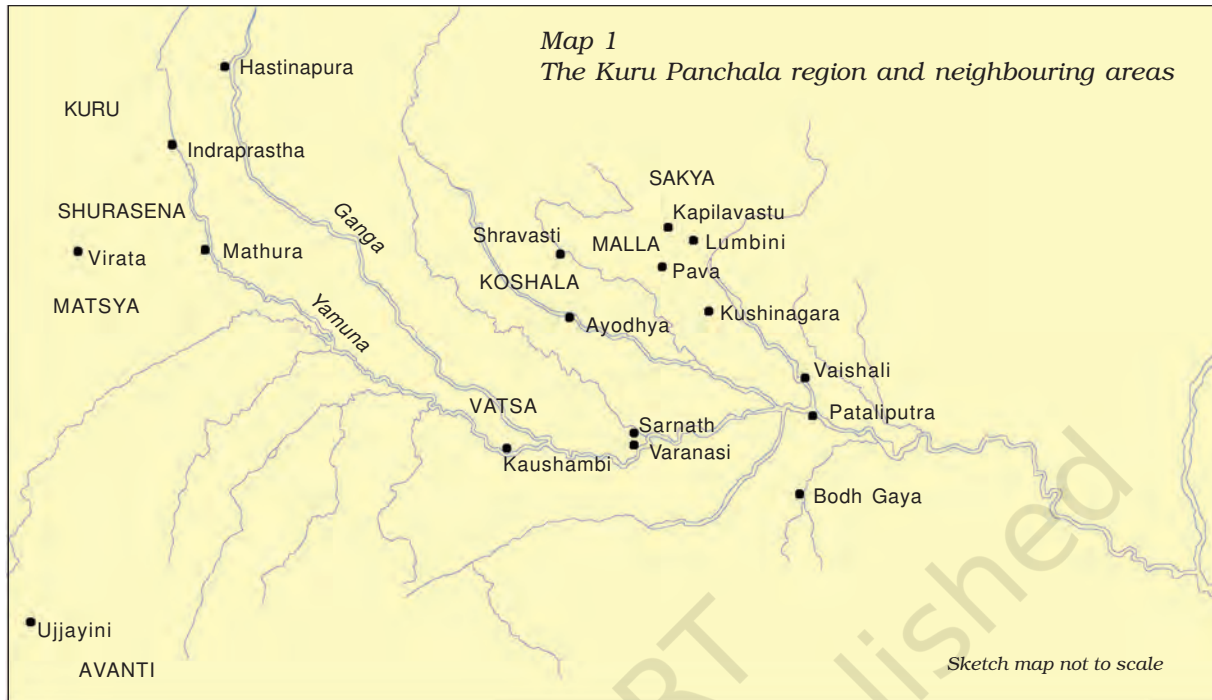 Map 1
The Kuru Panchala region and neighbouring areas
Hastinapura
KURU
Indraprastha
SAKYA
Kapilavastu
SHURASENA
Ganga
Shravasti
MALLA
Lumbini
Virata
Mathura
Pava
KOSHALA
MATSYA
Yamuna
Ayodhya
Kushinagara
Vaishali
VATSA
Pataliputra
Sarnath
Kaushambi
Varanasi
Bodh Gaya
Ujjayini
AVANTI
Sketch map not to scale